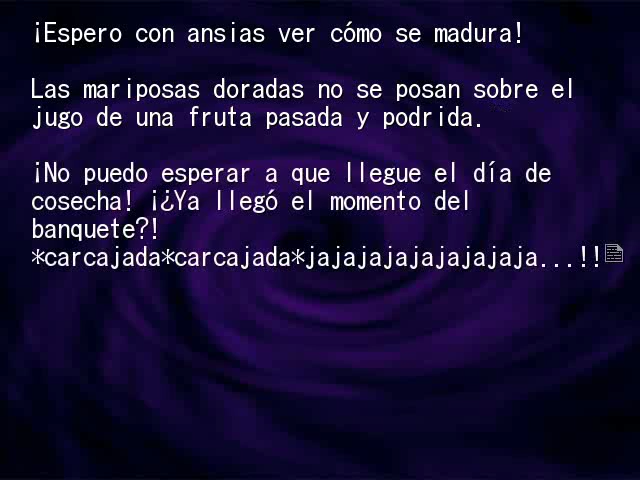 ¡Espero con ansias ver cómo se madura!
Las mariposas doradas no se posan sobre el
jugo de una fruta pasada y podrida.
¡No puedo esperar a que llegue el día de
cosecha! ¡¿Ya llegó el momento del
banquete?!
*carcajada*carcajada*jajajajajajajajaja...!!